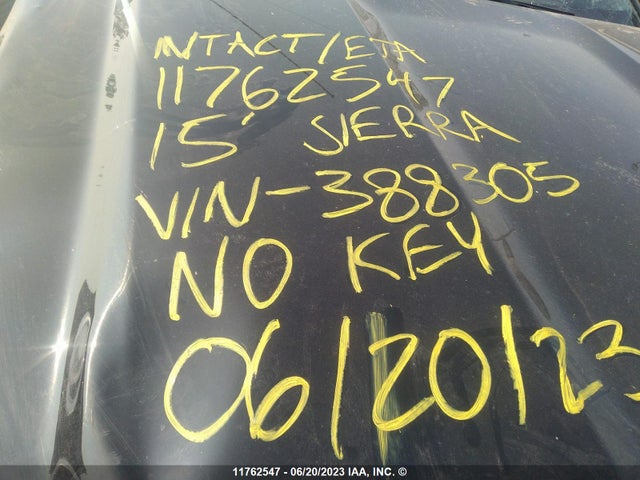 INTACT/ETA
11762547
15' SIERRA
VIN-388305
NO KEY
06/20/23
11762547 - 06/20/2023 IAA, INC. ©